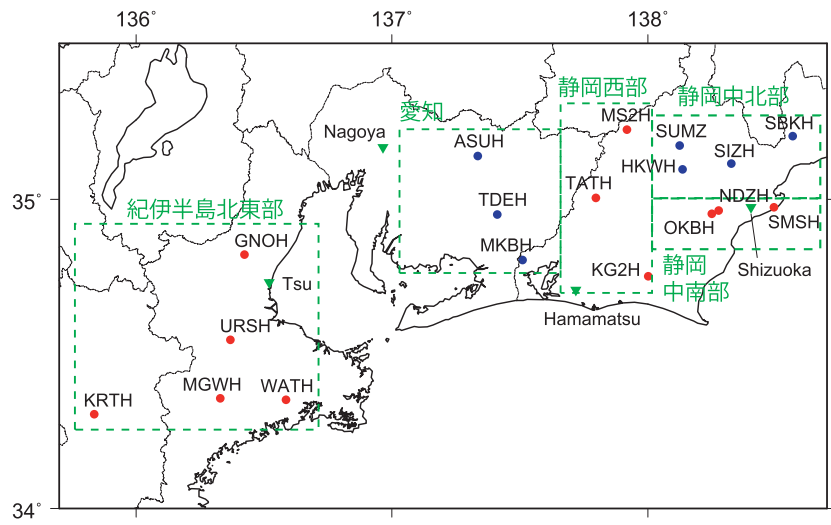 136°
137°
138°
静岡西部
静岡中北部
愛知
MS2H
SBKH
Nagoya
SUMZ
ASUH
SIZH
HKWH
35°
TATH
NDZH
TDEH
紀伊半島北東部
OKBH
SMSH
GNOH
MKBH
KG2H
静岡
中南部
Shizuoka
Tsu
Hamamatsu
URSH
MGWH
WATH
KRTH
34°